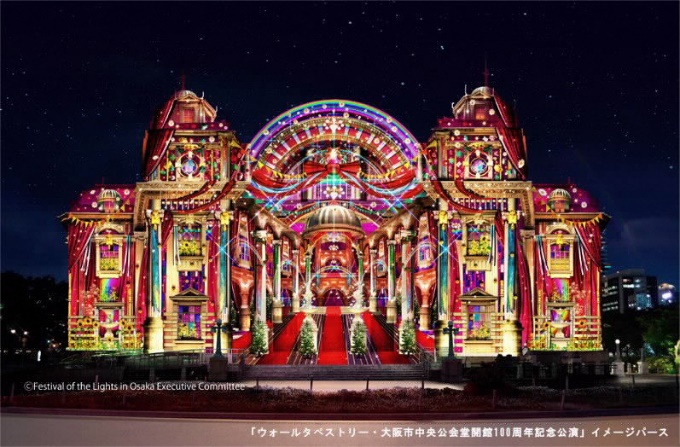 ©Festival of the Lights in Osaka Executive Committee
「ウォールタペストリー・大阪市中央公会堂開館100周年記念公演」イメージパース